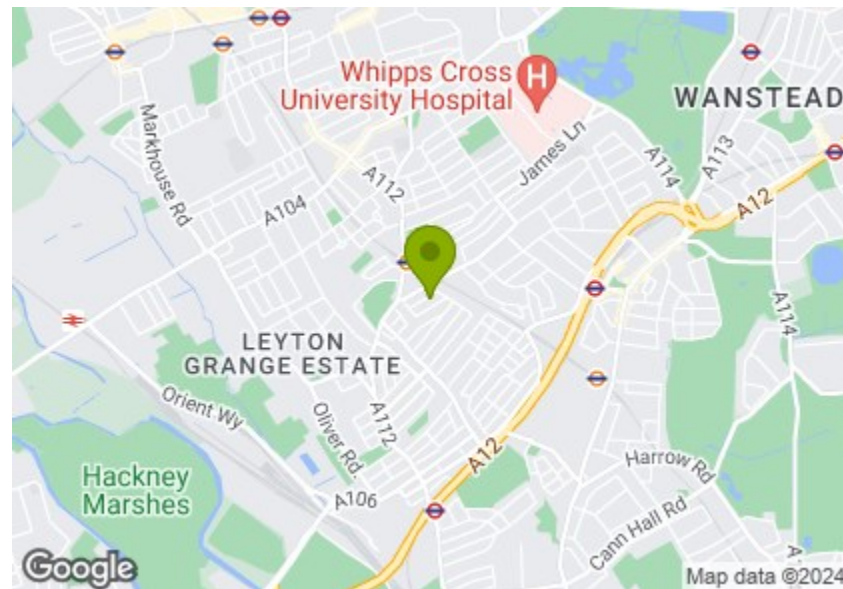 Whipps Cross
University Hospital
H
WANSTEAD
Markhouse Rd
James Ln
A114
A113
A112
A104
A12
LEYTON
GRANGE ESTATE
A114
Orient Wy
Oliver Rd.
A112
A12
Hackney
Marshes
A106
Harrow Rd
Cann Hall Rd
Google
Map data ©2024